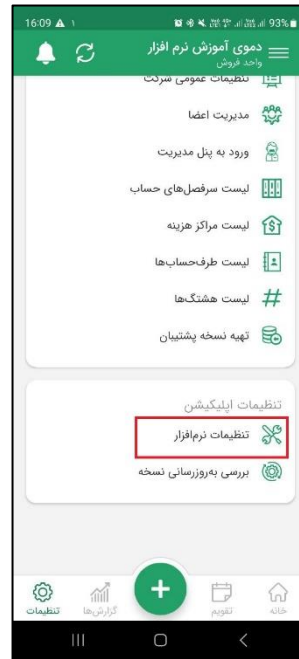 16:09 93%
دموی آموزش نرم افزار
واحد فروش
تنظیمات عمومی شرکت
مدیریت اعضا
ورود به پنل مدیریت
لیست سرفصل‌های حساب
لیست مراکز هزینه
لیست طرف‌حساب‌ها
لیست هشتگ‌ها
تهیه نسخه پشتیبان
تنظیمات اپلیکیشن
تنظیمات نرم‌افزار
بررسی به‌روزرسانی نسخه
خانه
تقویم
گزارش‌ها
تنظیمات